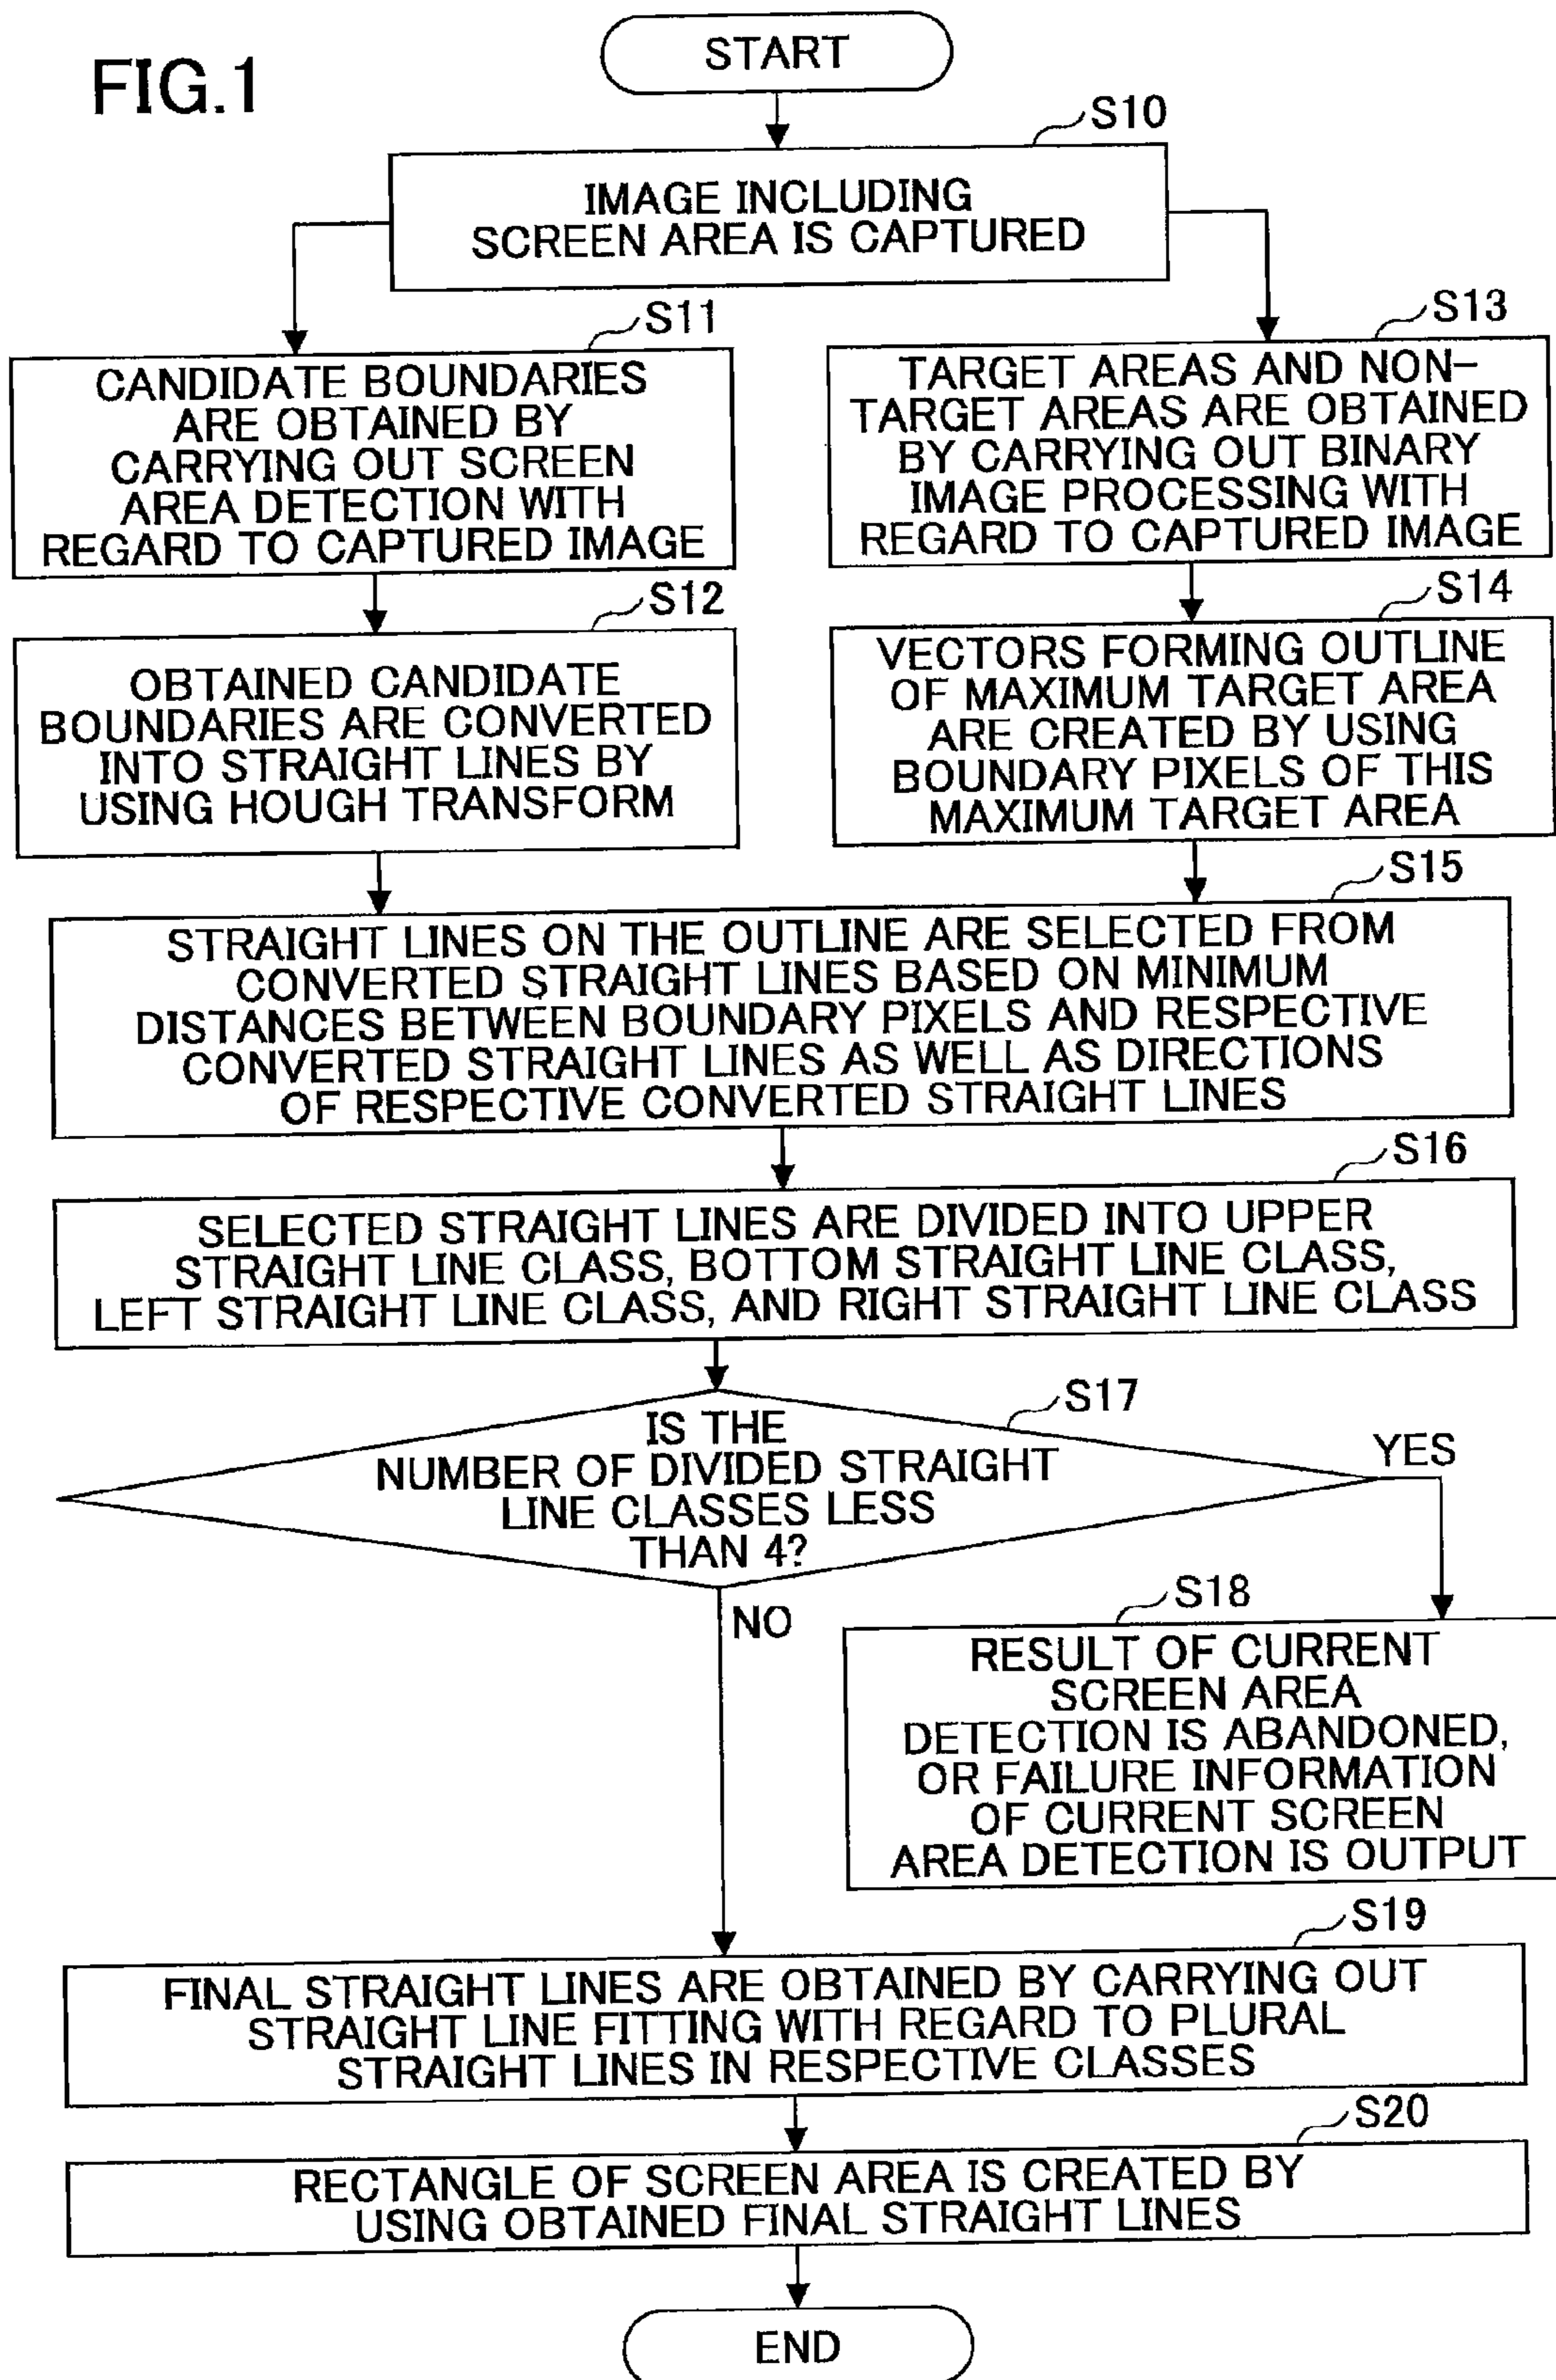 FIG.1
START
S10
IMAGE INCLUDING
SCREEN AREA IS CAPTURED
S11
CANDIDATE BOUNDARIES
ARE OBTAINED BY
CARRYING OUT SCREEN
AREA DETECTION WITH
REGARD TO CAPTURED IMAGE
S12
OBTAINED CANDIDATE
BOUNDARIES ARE CONVERTED
INTO STRAIGHT LINES BY
USING HOUGH TRANSFORM
S13
TARGET AREAS AND NON-
TARGET AREAS ARE OBTAINED
BY CARRYING OUT BINARY
IMAGE PROCESSING WITH
REGARD TO CAPTURED IMAGE
S14
VECTORS FORMING OUTLINE
OF MAXIMUM TARGET AREA
ARE CREATED BY USING
BOUNDARY PIXELS OF THIS
MAXIMUM TARGET AREA
S15
STRAIGHT LINES ON THE OUTLINE ARE SELECTED FROM
CONVERTED STRAIGHT LINES BASED ON MINIMUM
DISTANCES BETWEEN BOUNDARY PIXELS AND RESPECTIVE
CONVERTED STRAIGHT LINES AS WELL AS DIRECTIONS
OF RESPECTIVE CONVERTED STRAIGHT LINES
S16
SELECTED STRAIGHT LINES ARE DIVIDED INTO UPPER
STRAIGHT LINE CLASS, BOTTOM STRAIGHT LINE CLASS,
LEFT STRAIGHT LINE CLASS, AND RIGHT STRAIGHT LINE CLASS
S17
IS THE
NUMBER OF DIVIDED STRAIGHT
LINE CLASSES LESS
THAN 4?
YES
NO
S18
RESULT OF CURRENT
SCREEN AREA
DETECTION IS ABANDONED,
OR FAILURE INFORMATION
OF CURRENT SCREEN
AREA DETECTION IS OUTPUT
S19
FINAL STRAIGHT LINES ARE OBTAINED BY CARRYING OUT
STRAIGHT LINE FITTING WITH REGARD TO PLURAL
STRAIGHT LINES IN RESPECTIVE CLASSES
S20
RECTANGLE OF SCREEN AREA IS CREATED BY
USING OBTAINED FINAL STRAIGHT LINES
END